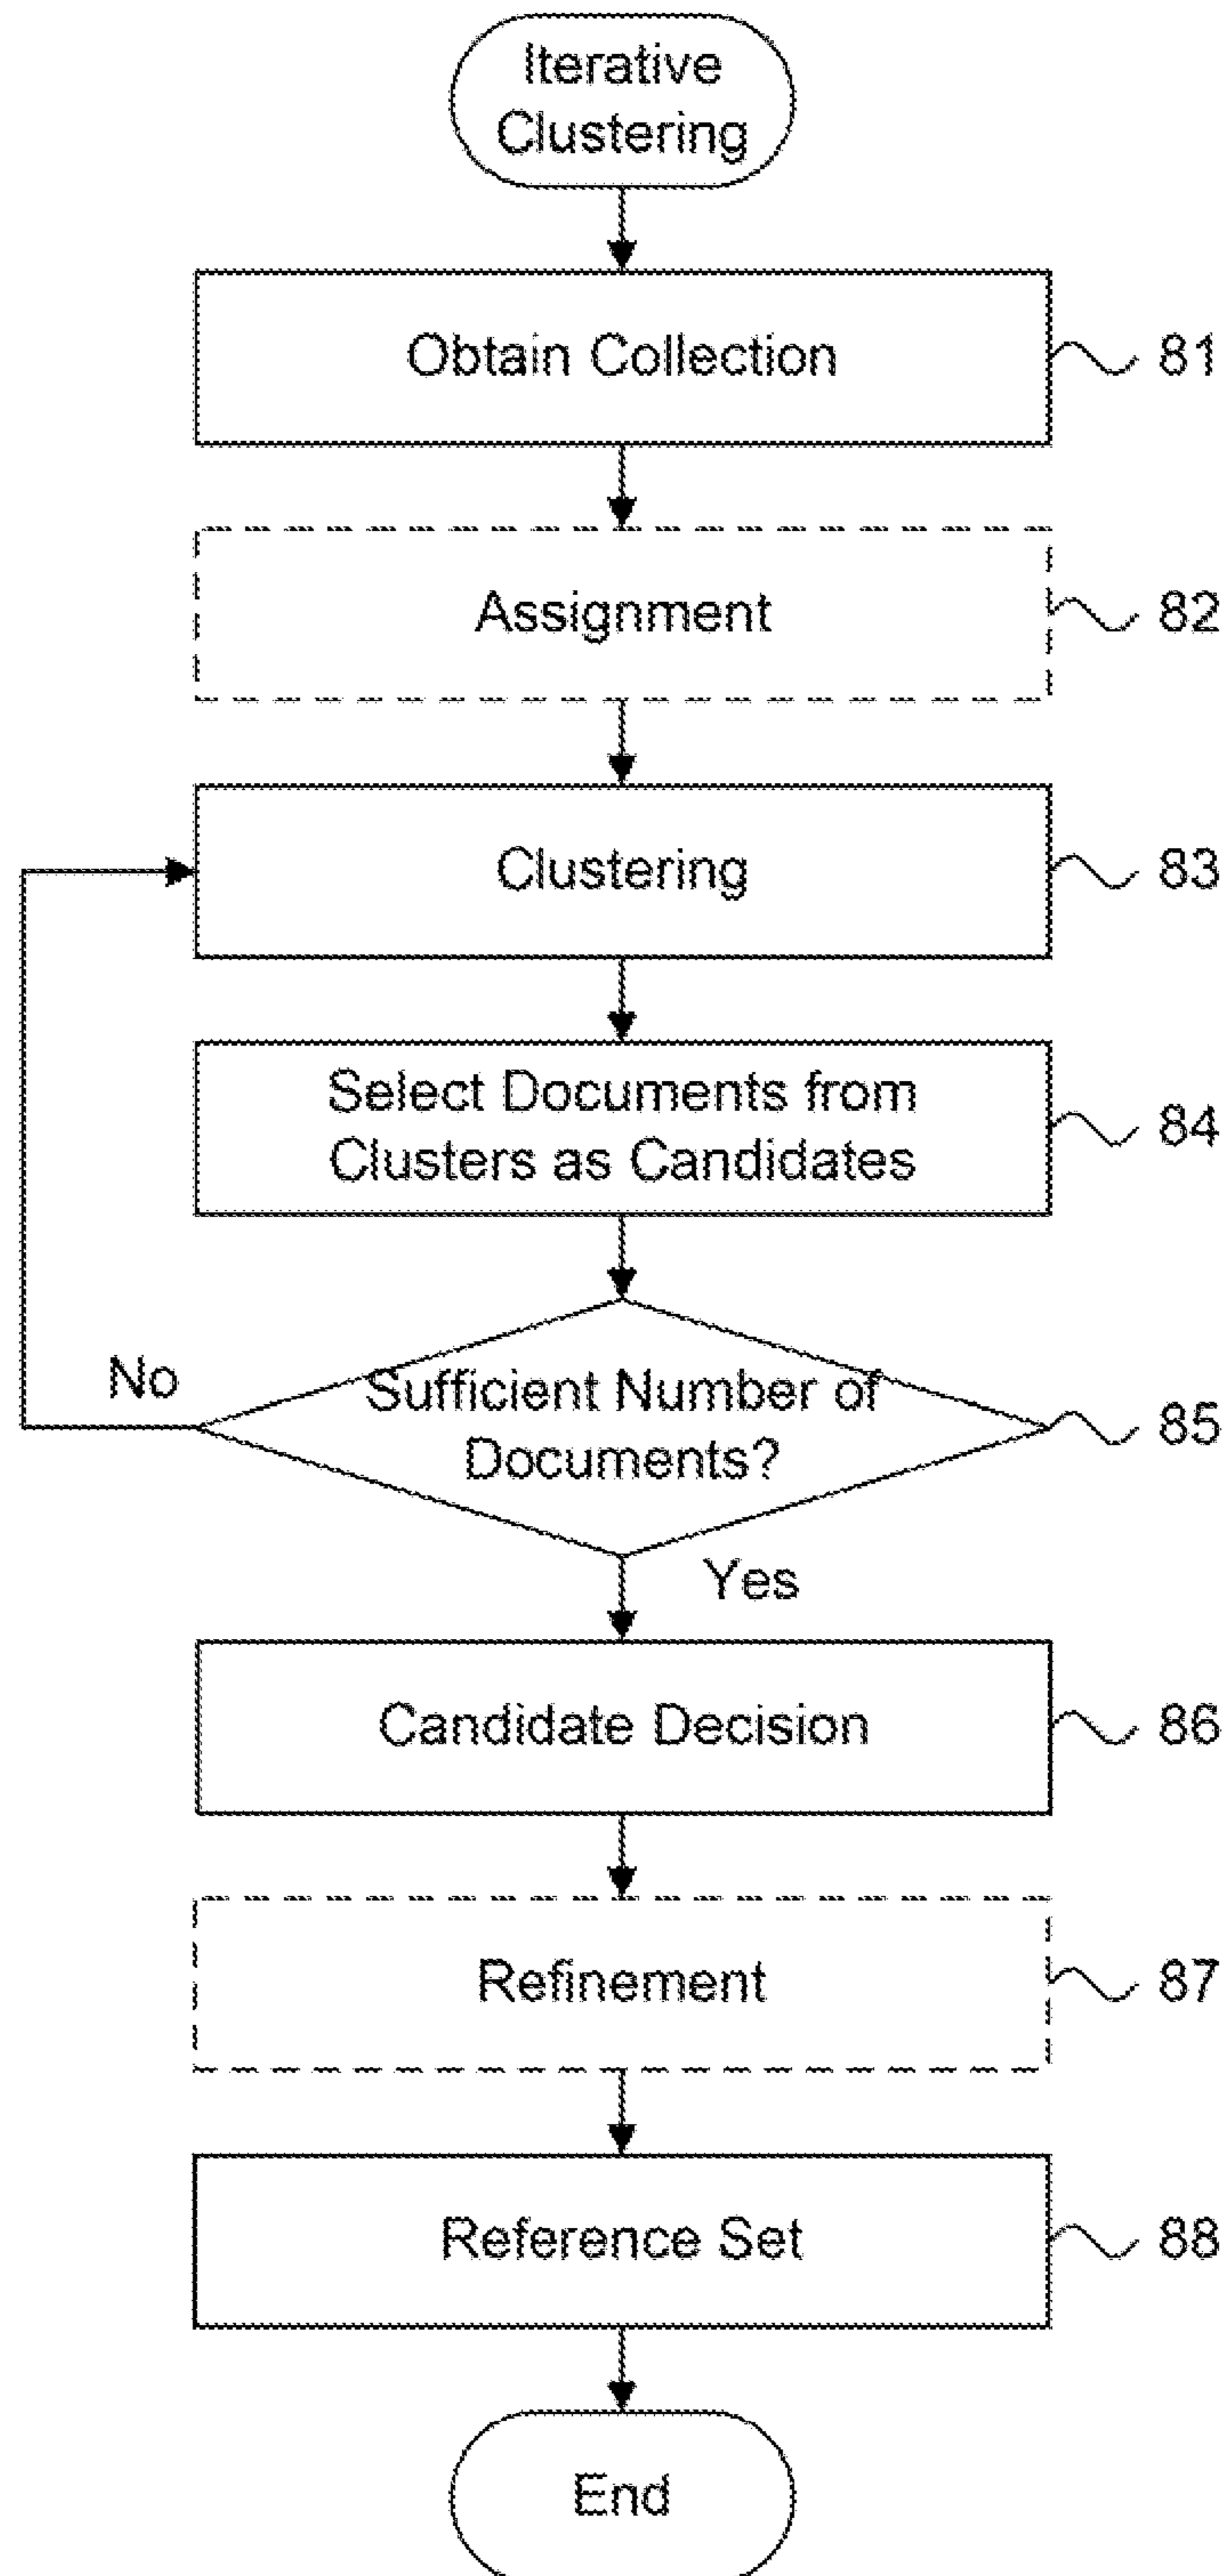 Iterative
Clustering
Obtain Collection
81
Assignment
82
Clustering
83
Select Documents from
Clusters as Candidates
84
No
Sufficient Number of
Documents?
85
Yes
Candidate Decision
86
Refinement
87
Reference Set
88
End